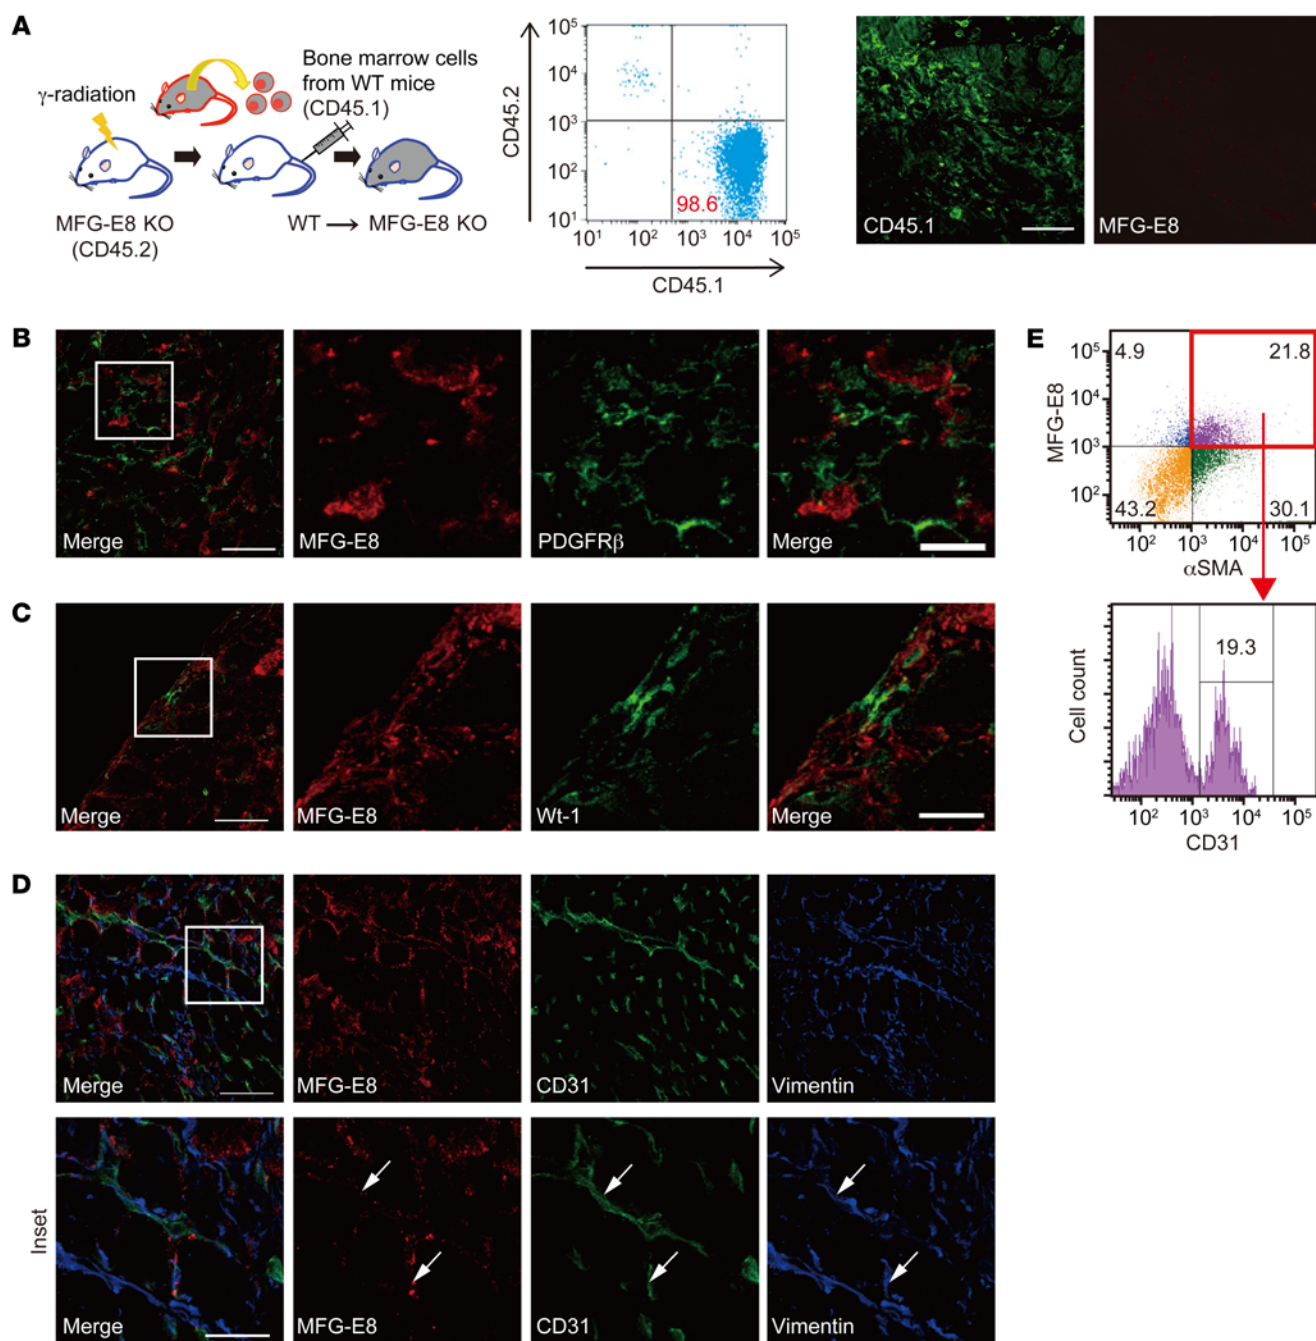 A
γ-radiation
Bone marrow cells
from WT mice
(CD45.1)
MFG-E8 KO
(CD45.2)
WT → MFG-E8 KO
CD45.2
10⁵
10⁴
10³
10²
10¹
98.6
10¹ 10² 10³ 10⁴ 10⁵
CD45.1
CD45.1
MFG-E8
B
Merge
MFG-E8
PDGFRβ
Merge
C
Merge
MFG-E8
Wt-1
Merge
D
Merge
MFG-E8
CD31
Vimentin
Inset
Merge
MFG-E8
CD31
Vimentin
E
MFG-E8
10⁵
10⁴
10³
10²
4.9
21.8
43.2
30.1
10² 10³ 10⁴ 10⁵
αSMA
Cell count
19.3
10² 10³ 10⁴ 10⁵
CD31